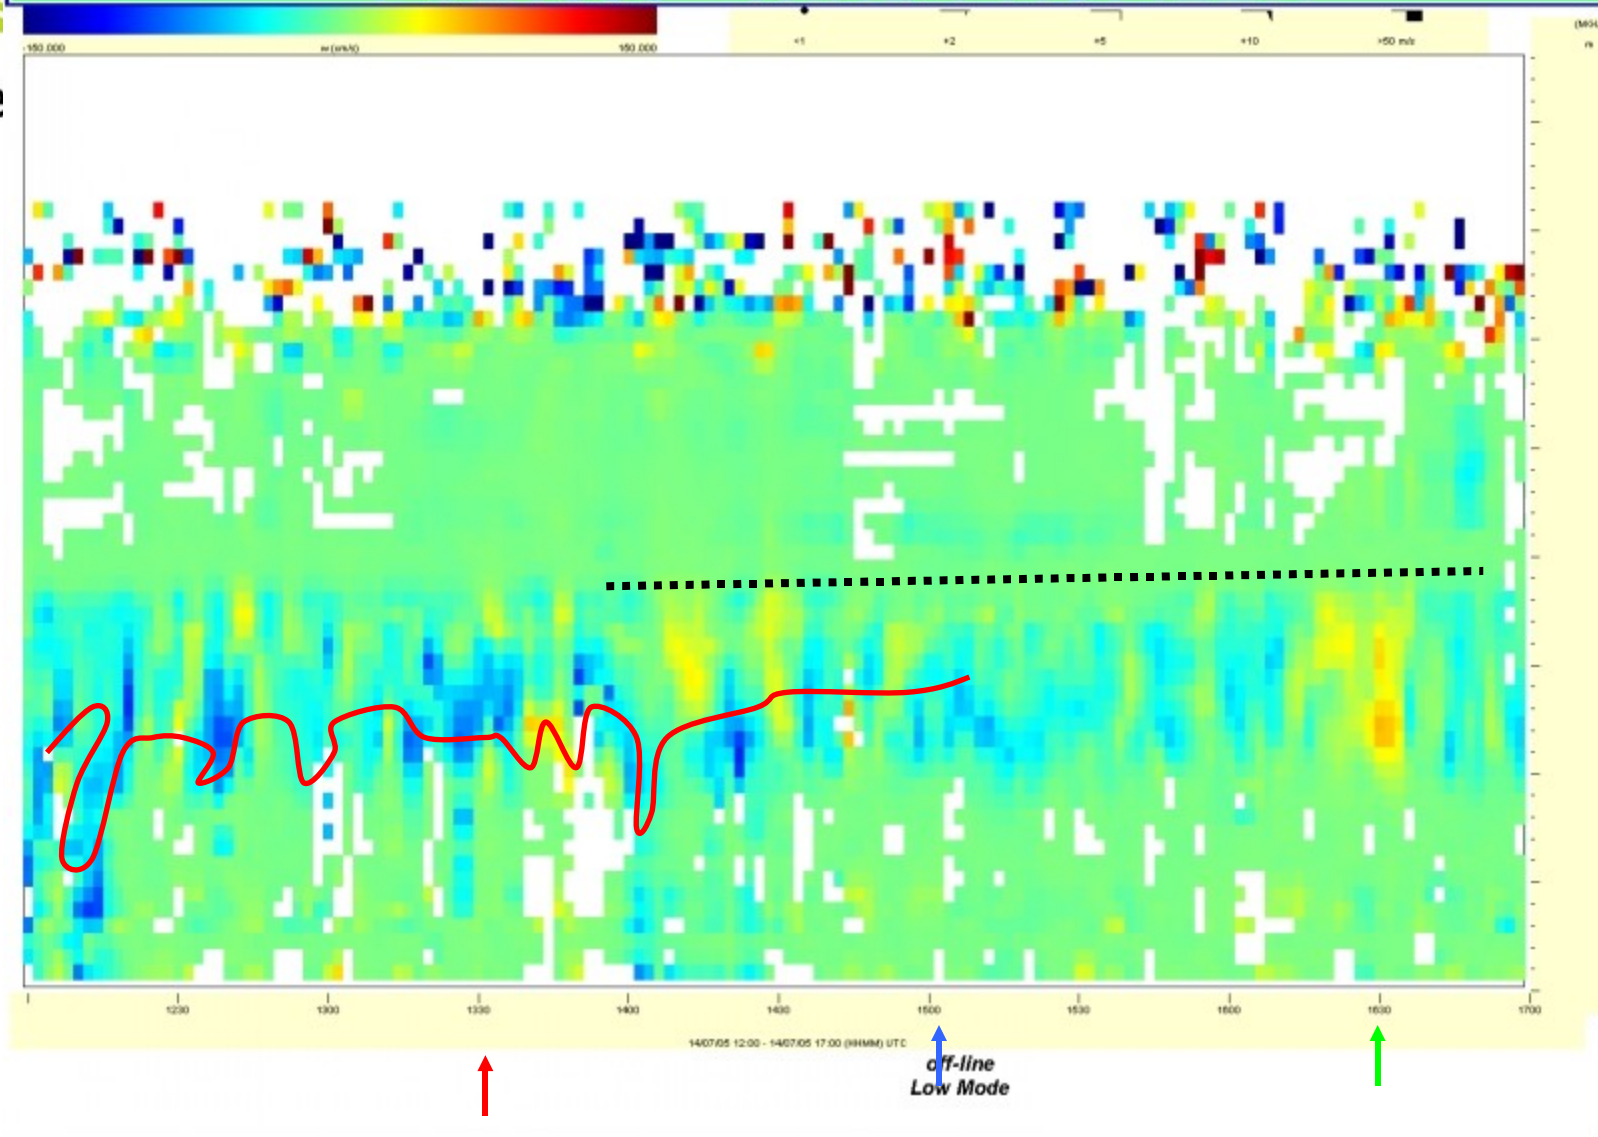 -150.000 w (cm/s) 150.000
<1 +2 +5 +10 >50 m/s
m
1230 1300 1330 1400 1430 1500 1530 1600 1630 1700
14/07/05 12:00 - 14/07/05 17:00 (HHMM) UTC
off-line
Low Mode